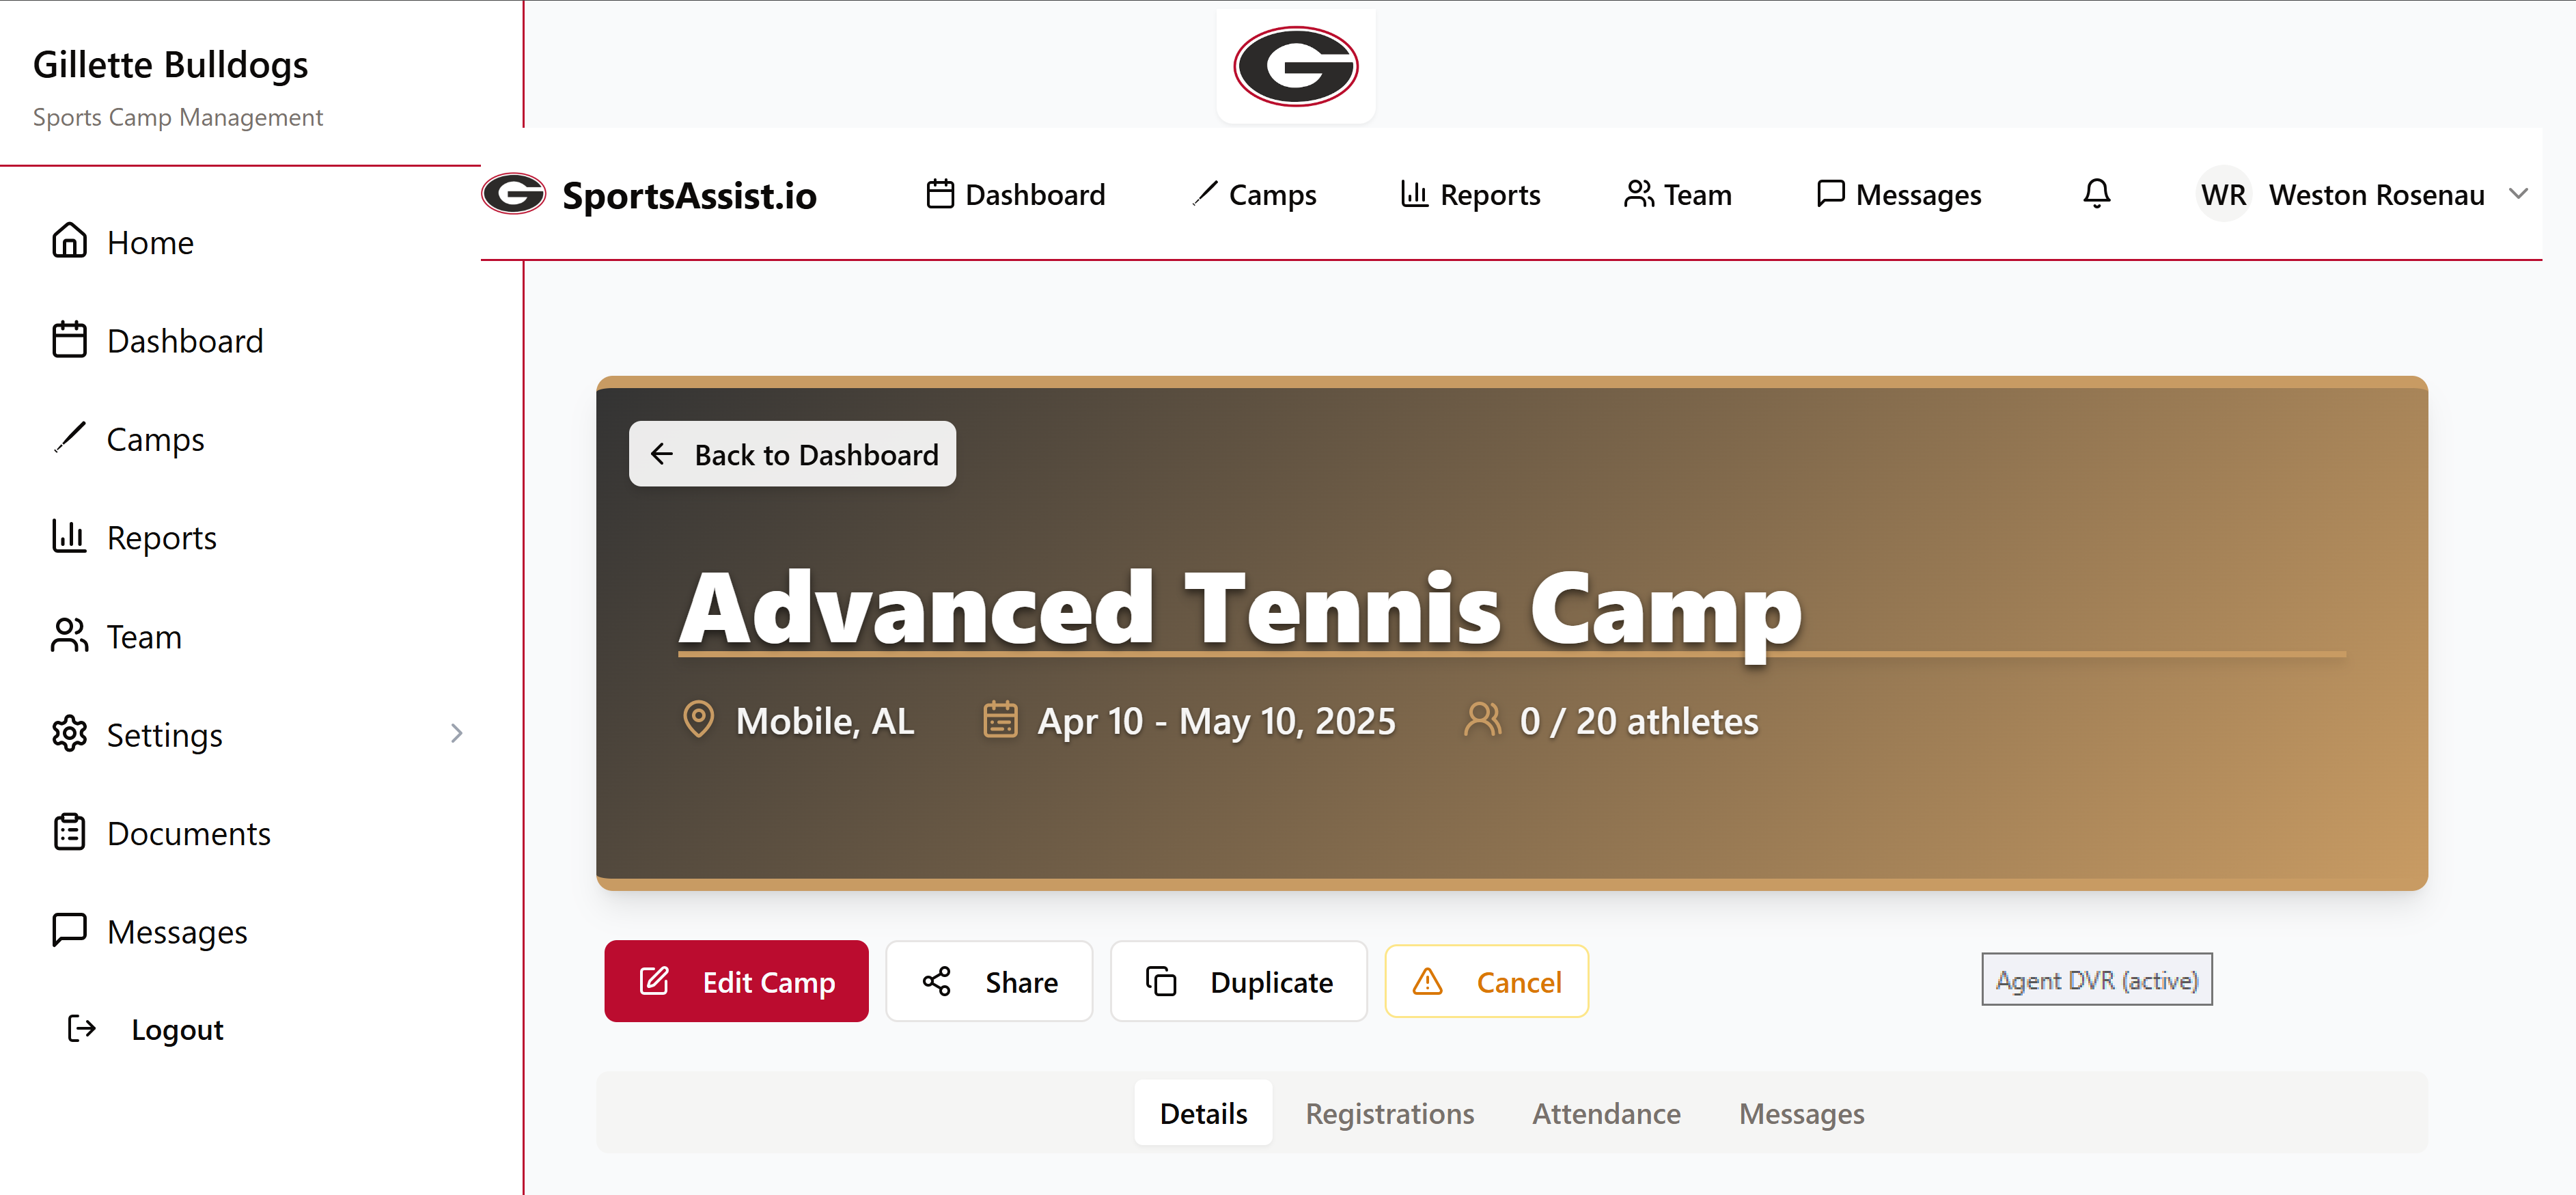 Gillette Bulldogs
Sports Camp Management
Home
Dashboard
Camps
Reports
Team
Settings
Documents
Messages
Logout
G
G SportsAssist.io Dashboard Camps Reports Team Messages WR Weston Rosenau
Back to Dashboard
Advanced Tennis Camp
Mobile, AL Apr 10 - May 10, 2025 0 / 20 athletes
Edit Camp Share Duplicate Cancel Agent DVR (active)
Details Registrations Attendance Messages